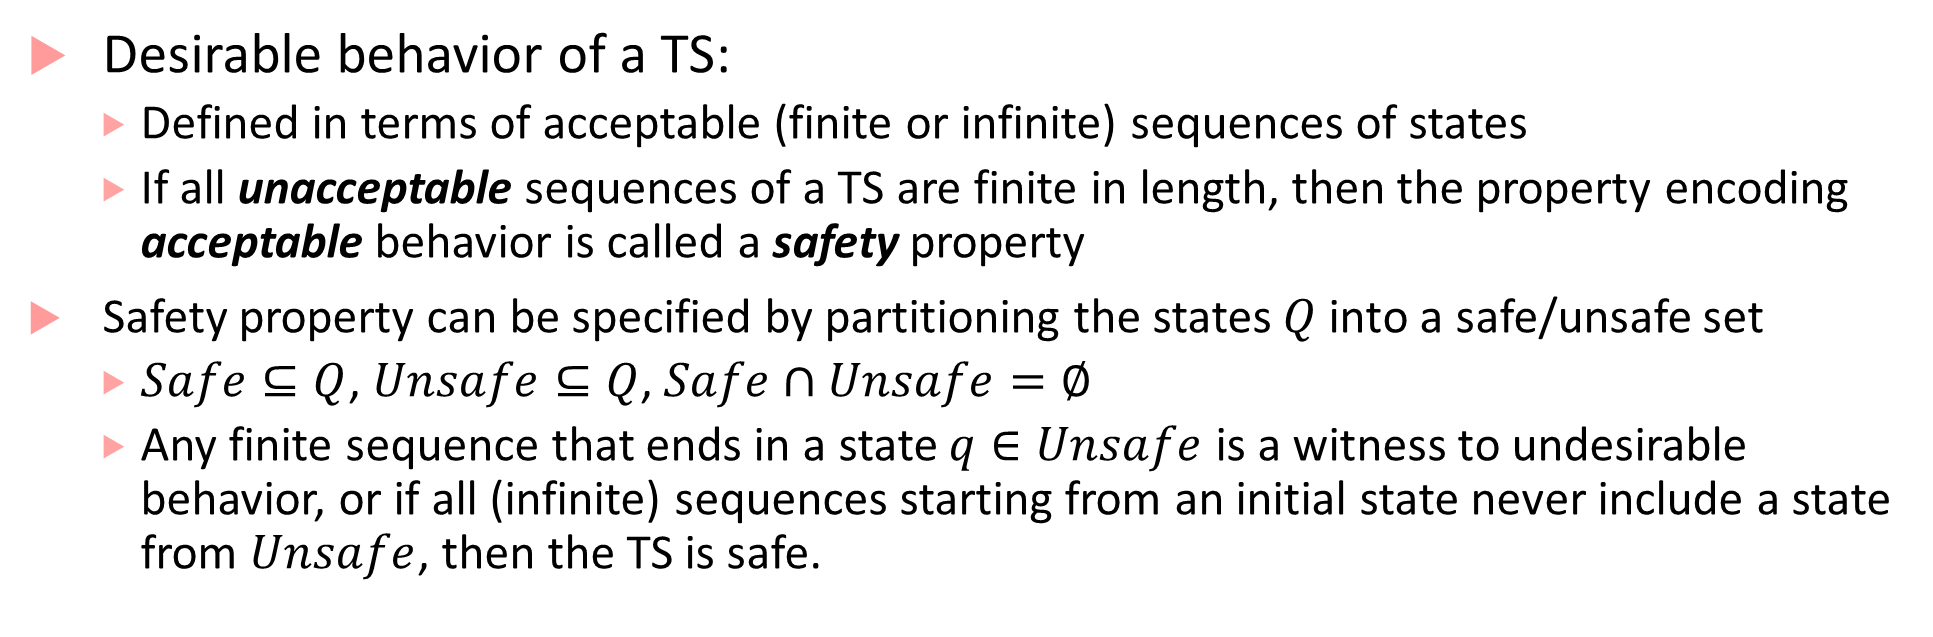 Desirable behavior of a TS:
Defined in terms of acceptable (finite or infinite) sequences of states
If all unacceptable sequences of a TS are finite in length, then the property encoding
acceptable behavior is called a safety property
Safety property can be specified by partitioning the states Q into a safe/unsafe set
Safe ⊆ Q, Unsafe ⊆ Q, Safe ∩ Unsafe = ∅
Any finite sequence that ends in a state q ∈ Unsafe is a witness to undesirable
behavior, or if all (infinite) sequences starting from an initial state never include a state
from Unsafe, then the TS is safe.